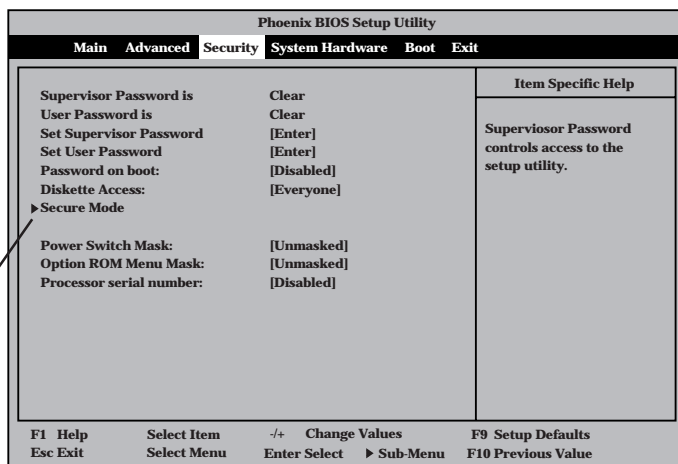 Phoenix BIOS Setup Utility
Main Advanced Security System Hardware Boot Exit
Supervisor Password is Clear
User Password is Clear
Set Supervisor Password [Enter]
Set User Password [Enter]
Password on boot: [Disabled]
Diskette Access: [Everyone]
▶Secure Mode
Power Switch Mask: [Unmasked]
Option ROM Menu Mask: [Unmasked]
Processor serial number: [Disabled]
Item Specific Help
Superviosor Password
controls access to the
setup utility.
F1 Help Select Item -/+ Change Values F9 Setup Defaults
Esc Exit Select Menu Enter Select ▶ Sub-Menu F10 Previous Value